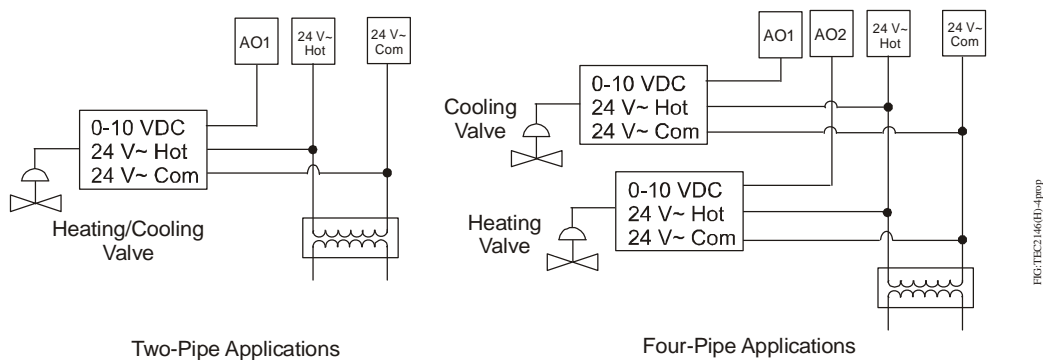 AO1
24 V~
Hot
24 V~
Com
0-10 VDC
24 V~ Hot
24 V~ Com
Heating/Cooling
Valve
Two-Pipe Applications
AO1
AO2
24 V~
Hot
24 V~
Com
Cooling
Valve
0-10 VDC
24 V~ Hot
24 V~ Com
Heating
Valve
0-10 VDC
24 V~ Hot
24 V~ Com
Four-Pipe Applications
FIG:TEC2146(H)-4prop